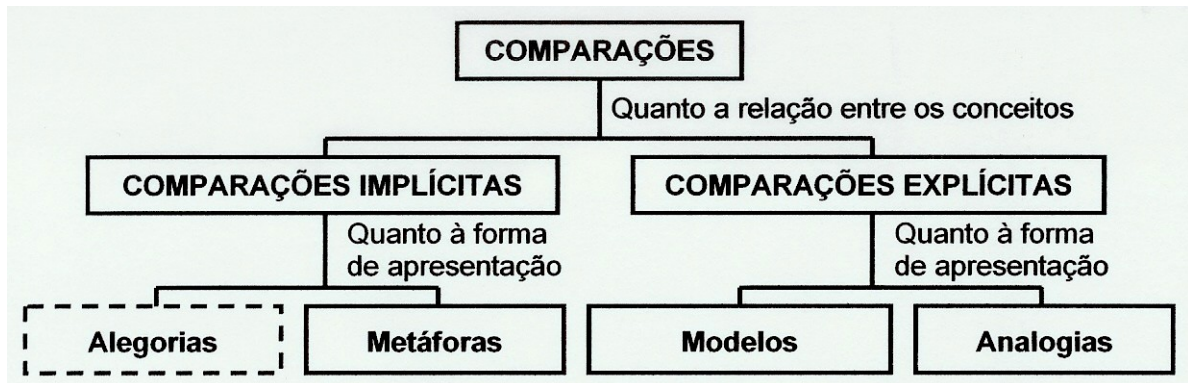 COMPARAÇÕES
Quanto a relação entre os conceitos
COMPARAÇÕES IMPLÍCITAS
COMPARAÇÕES EXPLÍCITAS
Quanto à forma
de apresentação
Quanto à forma
de apresentação
Alegorias
Metáforas
Modelos
Analogias